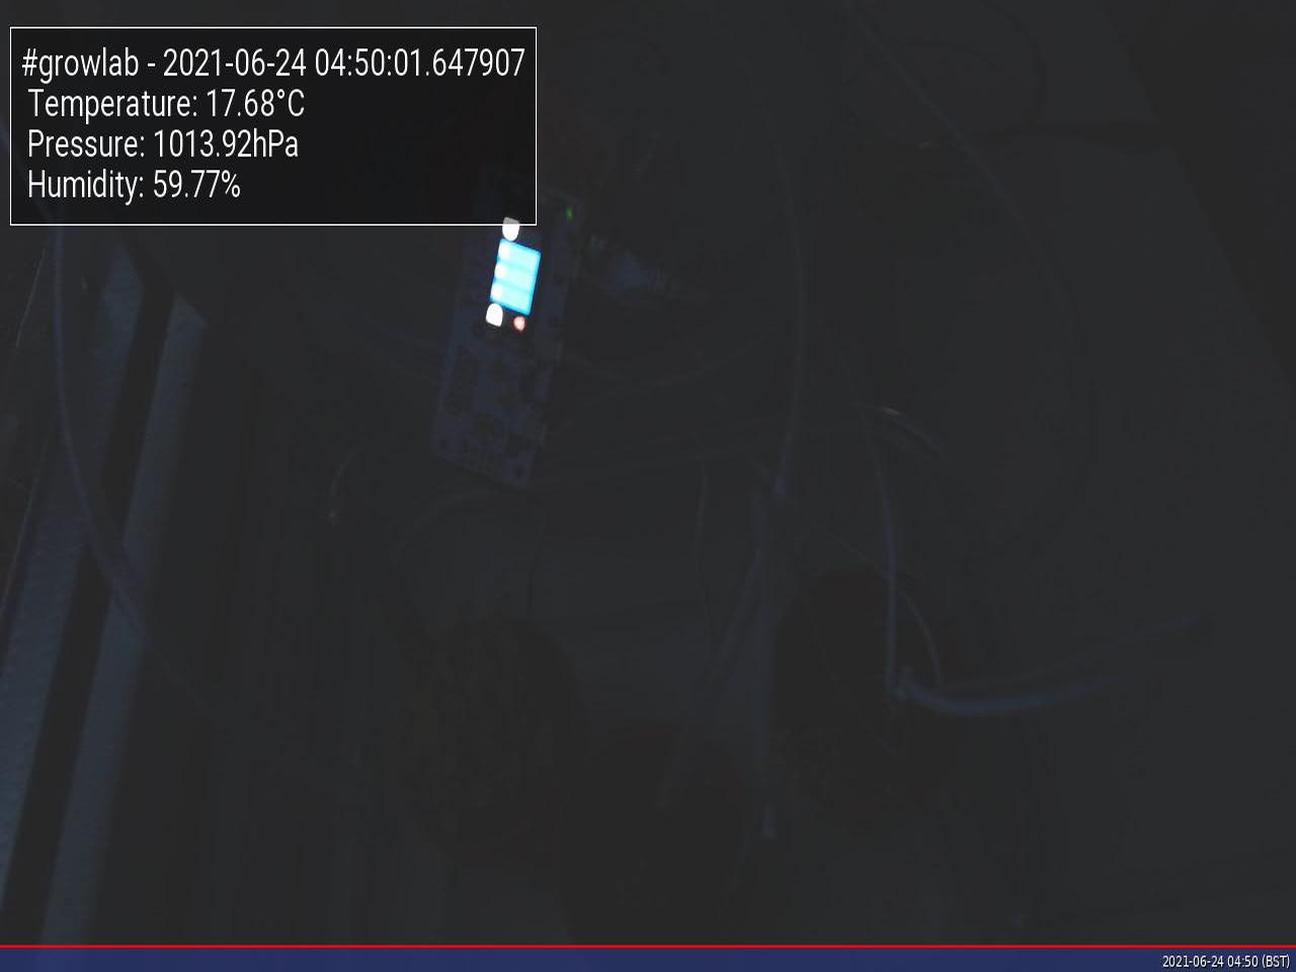 #growlab - 2021-06-24 04:50:01.647907
Temperature: 17.68°C
Pressure: 1013.92hPa
Humidity: 59.77%
2021-06-24 04:50 (BST)